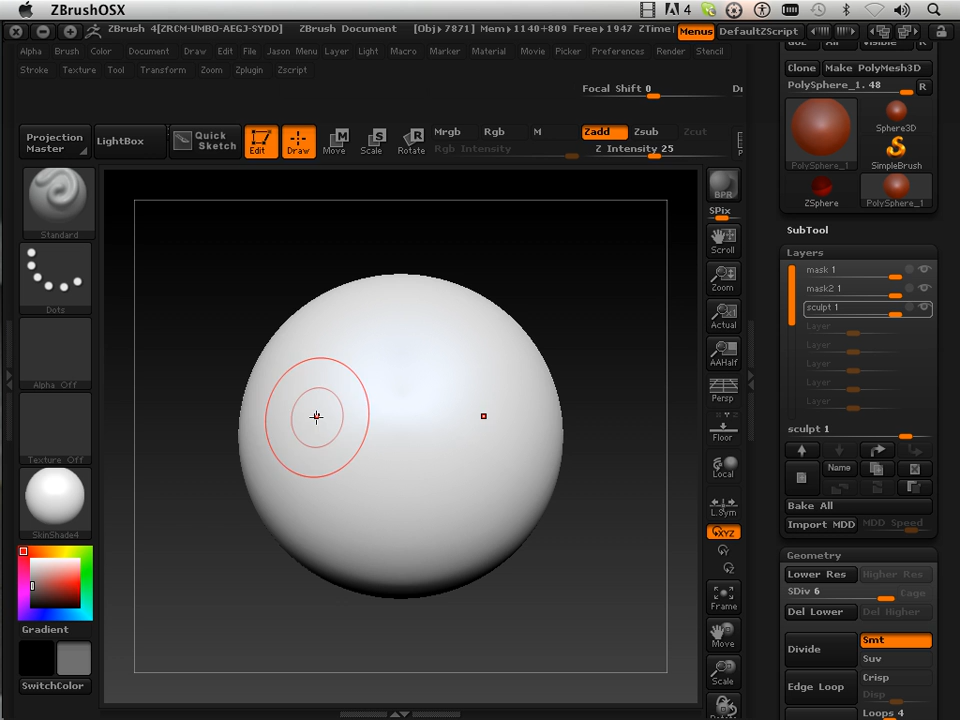 ZBrushOSX
4
ZBrush 4[ZRCM-UMBO-AEGJ-SYDD] ZBrush Document [Obj▸7871] Mem▸1140+809 Free▸1947 ZTime
Menus DefaultZScript
Alpha Brush Color Document Draw Edit File Jason Menu Layer Light Macro Marker Material Movie Picker Preferences Render Stencil
Stroke Texture Tool Transform Zoom Zplugin Zscript
Focal Shift 0
Projection Master
LightBox
Quick Sketch
Edit
Draw
Move
Scale
Rotate
Mrgb Rgb M
Rgb Intensity
Zadd Zsub Zcut
Z Intensity 25
Standard
Dots
Alpha Off
Texture Off
SkinShade4
Gradient
SwitchColor
BPR
SPix
Scroll
Zoom
Actual
AAHalf
Persp
Floor
Local
L.Sym
XYZ
Frame
Move
Scale
All
R
Clone Make PolyMesh3D
PolySphere_1. 48 R
PolySphere_1
Sphere3D
SimpleBrush
ZSphere
PolySphere_1
SubTool
Layers
mask 1
mask2 1
sculpt 1
Layer
Layer
Layer
Layer
Layer
sculpt 1
Name
Bake All
Import MDD MDD Speed
Geometry
Lower Res Higher Res
SDiv 6 Cage
Del Lower Del Higher
Divide
Smt
Suv
Edge Loop
Crisp
Disp
Loops 4